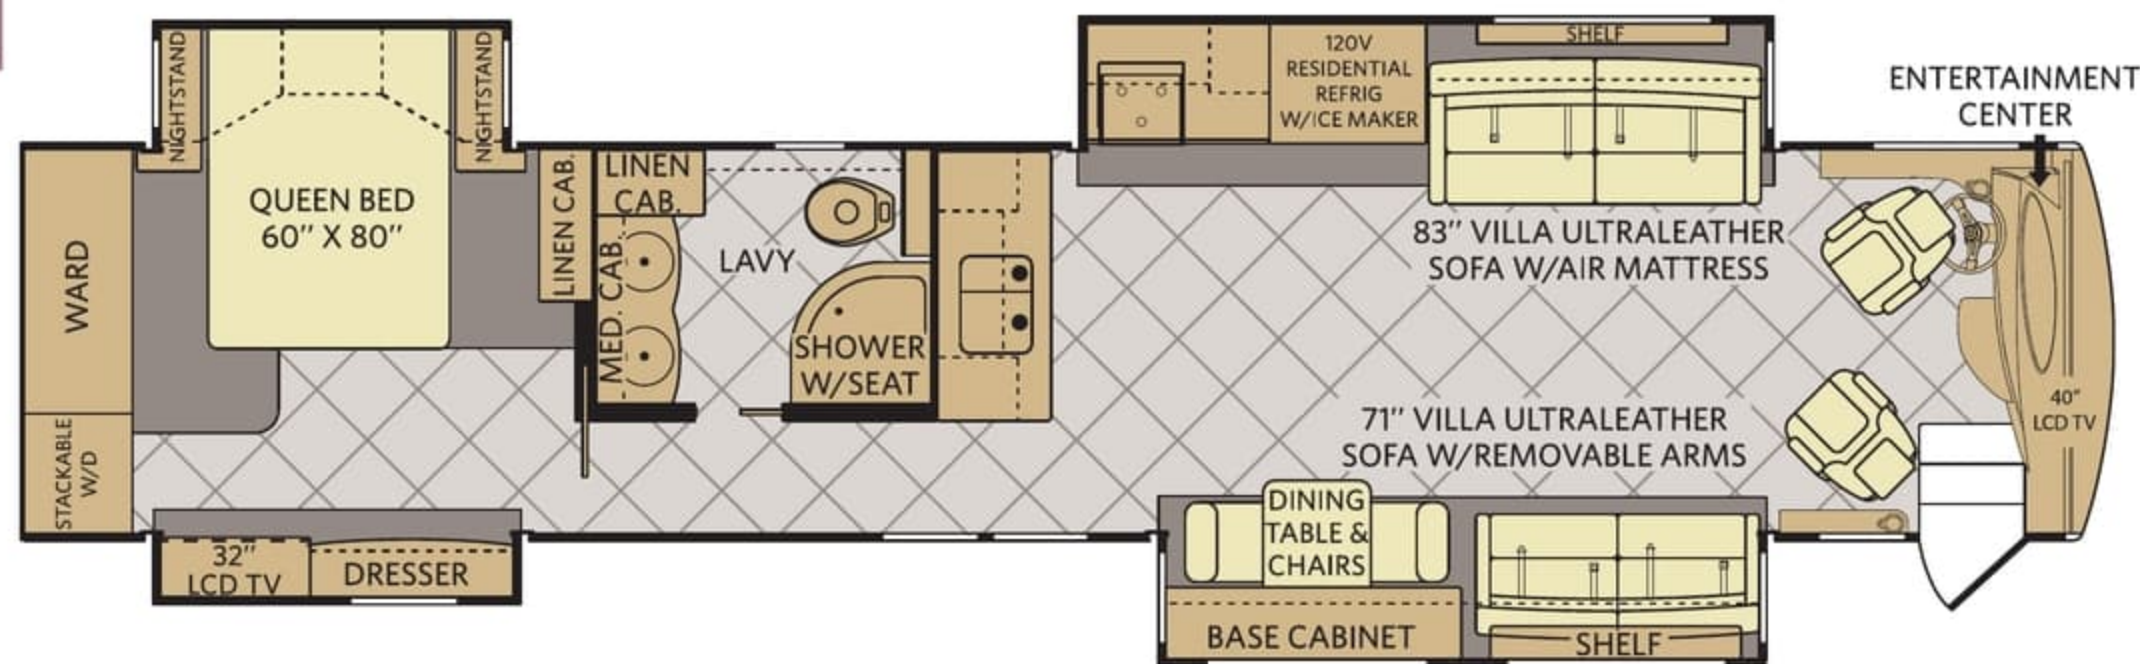 NIGHTSTAND
NIGHTSTAND
QUEEN BED
60" X 80"
WARD
STACKABLE
W/D
32"
LCD TV
DRESSER
LINEN CAB.
LINEN
CAB.
MED. CAB.
LAVY
SHOWER
W/SEAT
120V
RESIDENTIAL
REFRIG
W/ICE MAKER
SHELF
83" VILLA ULTRALEATHER
SOFA W/AIR MATTRESS
71" VILLA ULTRALEATHER
SOFA W/REMOVABLE ARMS
DINING
TABLE &
CHAIRS
BASE CABINET
SHELF
ENTERTAINMENT
CENTER
40"
LCD TV